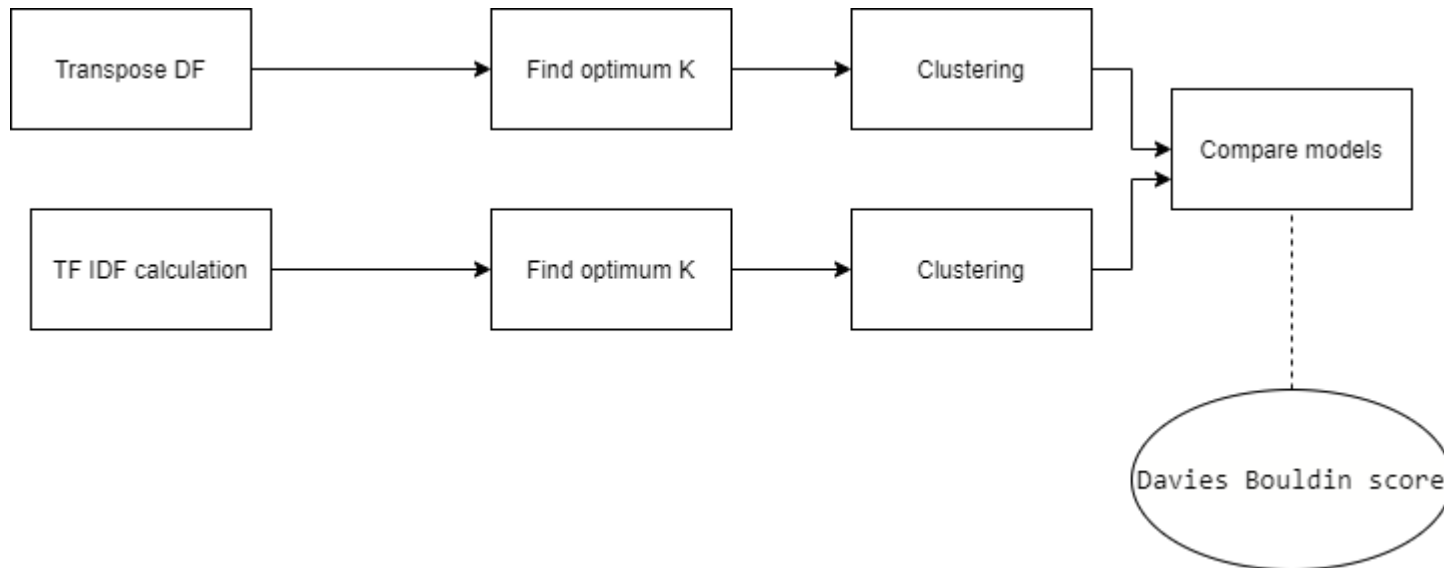 Transpose DF
Find optimum K
Clustering
Compare models
TF IDF calculation
Find optimum K
Clustering
Davies Bouldin score